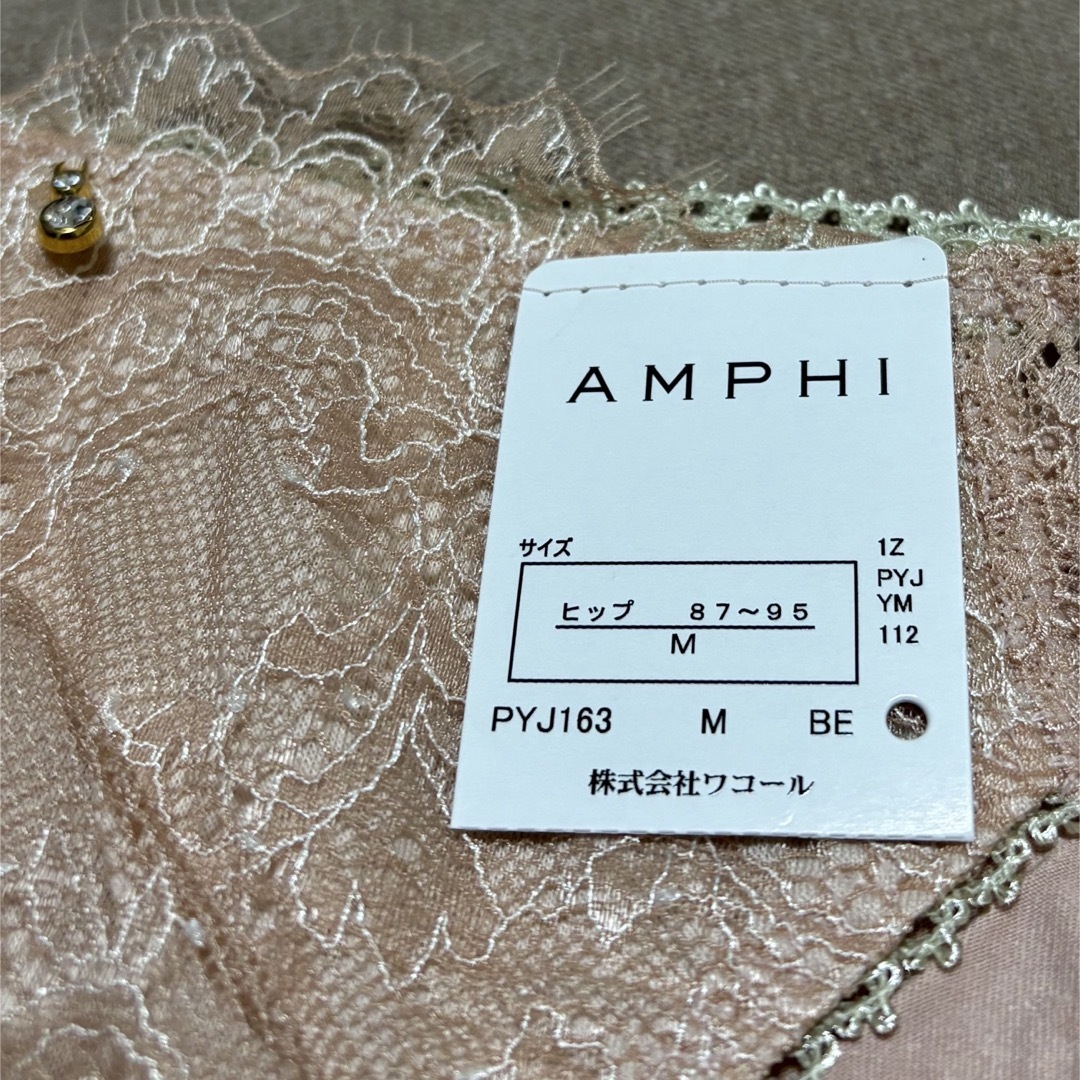 AMPHI
サイズ
ヒップ　８７～９５
M
1Z
PYJ
YM
112
PYJ163 M BE
株式会社ワコール